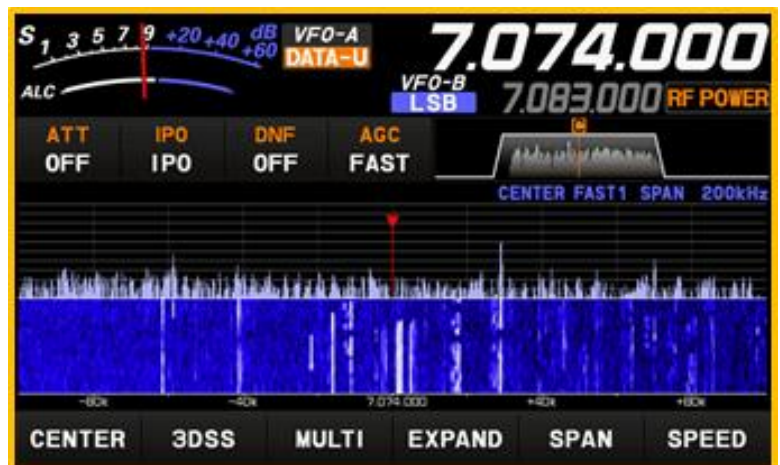 S 1 3 5 7 9 +20 +40 +60 dB
VFO-A
DATA-U
7.074.000
ALC
VFO-B
LSB
7.083.000
RF POWER
ATT IPO DNF AGC
OFF IPO OFF FAST
C
CENTER FAST1 SPAN 200kHz
-80k -40k 7.074.000 +40k +80k
CENTER 3DSS MULTI EXPAND SPAN SPEED